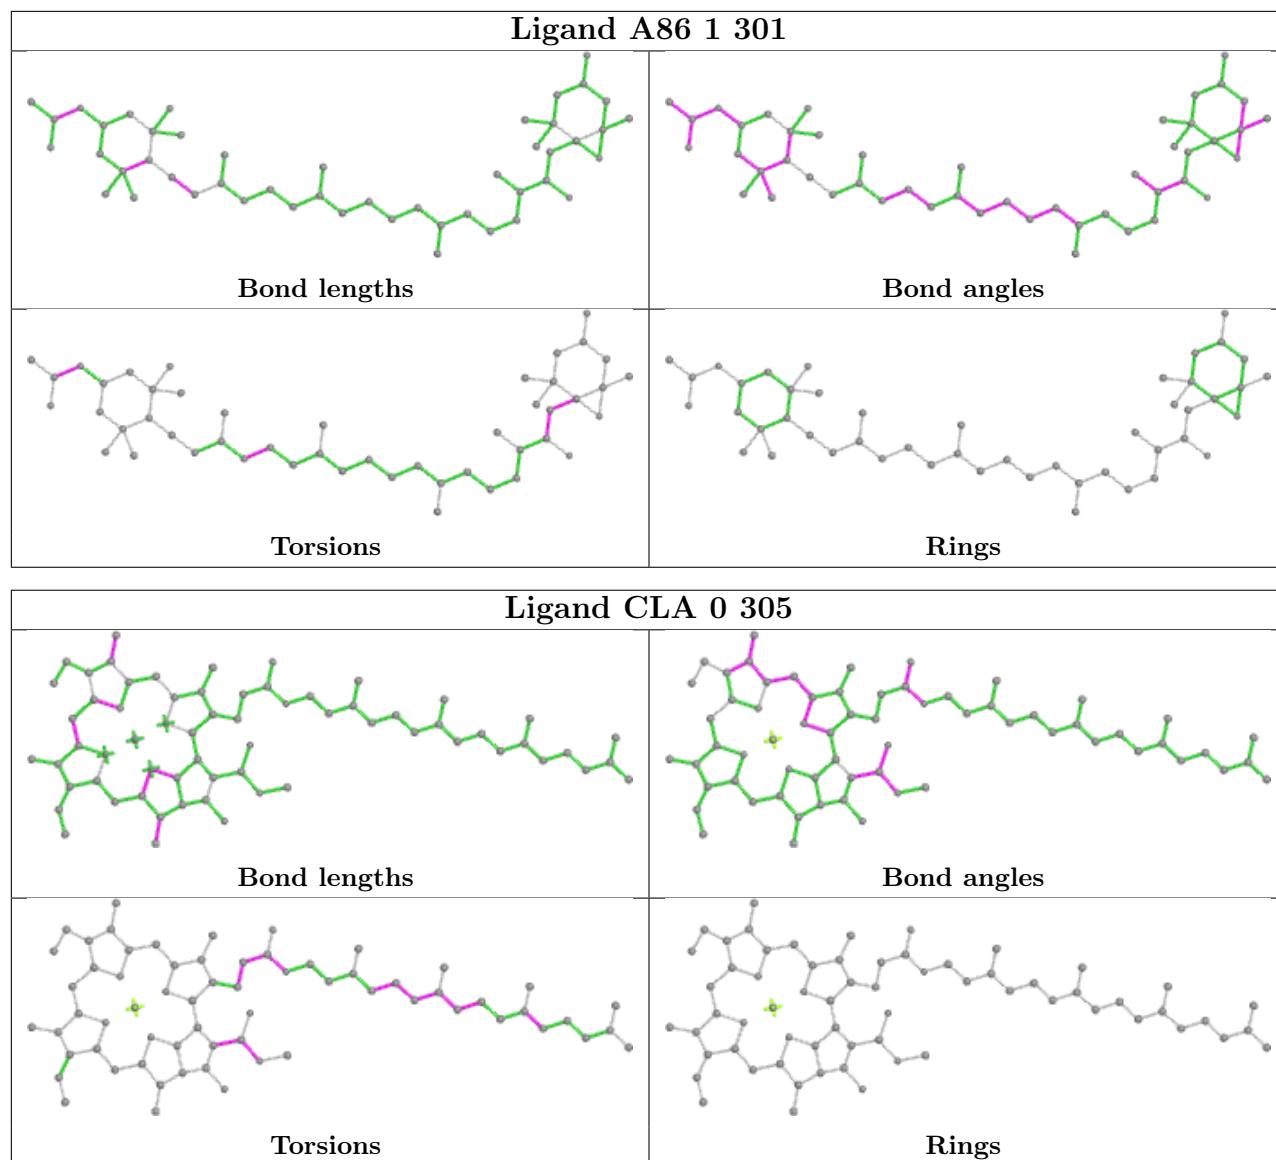 Ligand A86 1 301
Bond lengths
Bond angles
Torsions
Rings
Ligand CLA 0 305
Bond lengths
Bond angles
Torsions
Rings